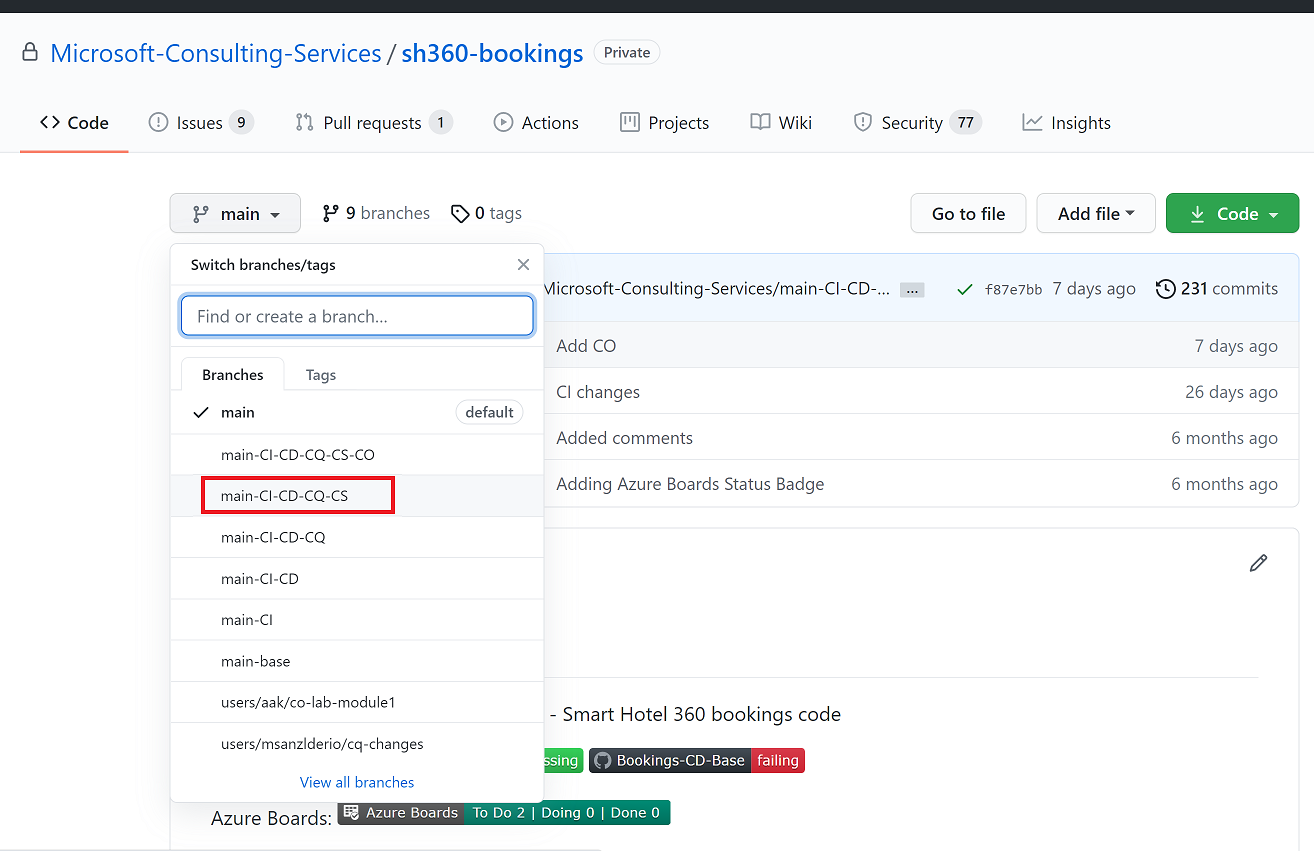 Microsoft-Consulting-Services / sh360-bookings Private
Code Issues 9 Pull requests 1 Actions Projects Wiki Security 77 Insights
main 9 branches 0 tags Go to file Add file Code
Switch branches/tags
Microsoft-Consulting-Services/main-CI-CD-... ... f87e7bb 7 days ago 231 commits
Find or create a branch...
Add CO 7 days ago
Branches Tags
CI changes 26 days ago
main default
Added comments 6 months ago
main-CI-CD-CQ-CS-CO
Adding Azure Boards Status Badge 6 months ago
main-CI-CD-CQ-CS
main-CI-CD-CQ
main-CI-CD
main-CI
main-base
users/aak/co-lab-module1
- Smart Hotel 360 bookings code
users/msanzlderio/cq-changes
ssing Bookings-CD-Base failing
View all branches
Azure Boards: Azure Boards To Do 2 | Doing 0 | Done 0